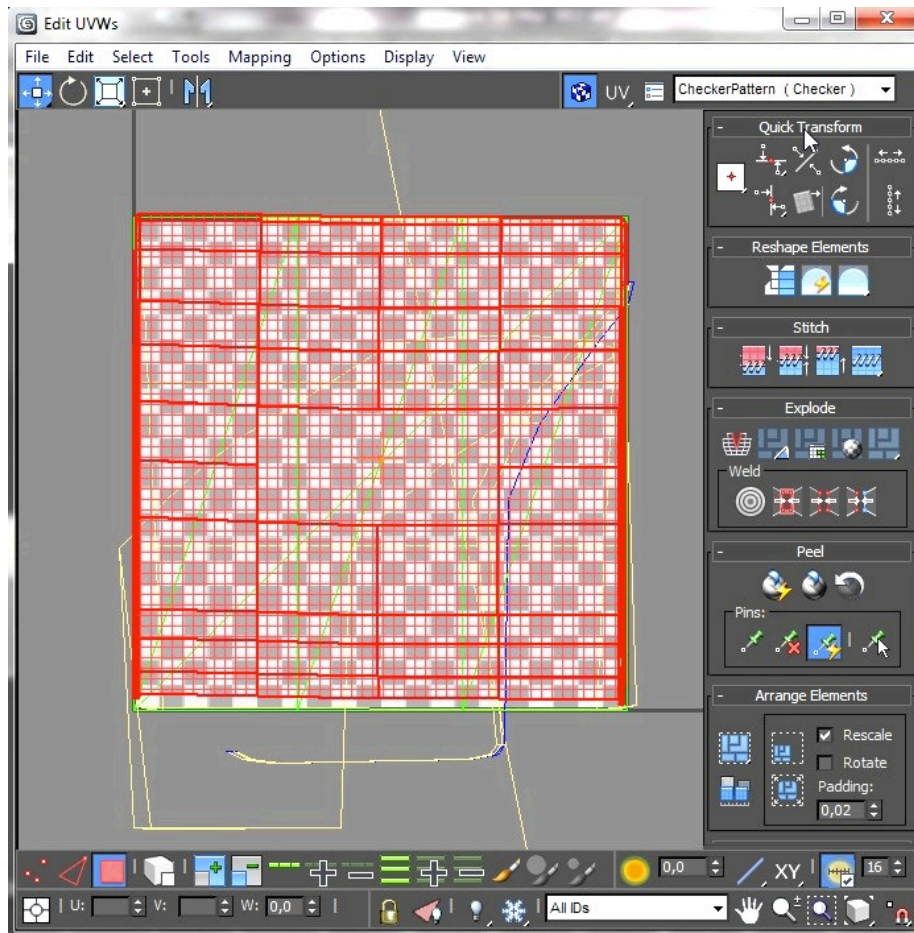 Edit UVWs
File Edit Select Tools Mapping Options Display View
UV CheckerPattern ( Checker )
- Quick Transform
- Reshape Elements
- Stitch
- Explode
Weld
- Peel
Pins:
- Arrange Elements
Rescale
Rotate
Padding:
0,02
0,0 XY 16
U: V: W: 0,0 All IDs